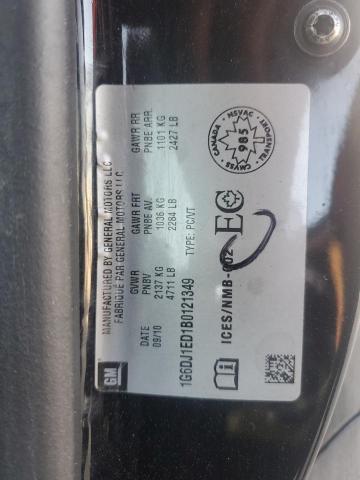 GM
MANUFACTURED BY GENERAL MOTORS LLC
FABRIQUE PAR GENERAL MOTORS LLC
DATE GVWR GAWR FRT GAWR RR
PNBV PNBE AV. PNBE ARR.
09/10 2137 KG 1036 KG 1101 KG
4711 LB 2284 LB 2427 LB
1G6DJ1ED1B0121349 TYPE: PC/VT
ICES/NMB-002
EC
CANADA NSVAC TRANSPORT CMVSS
985